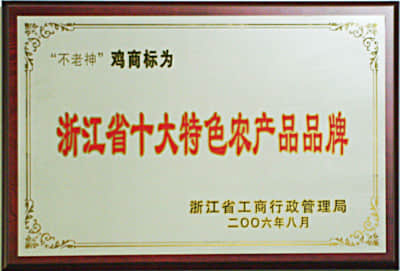 “不老神”鸡商标为
浙江省十大特色农产品品牌
浙江省工商行政管理局
二〇〇六年八月